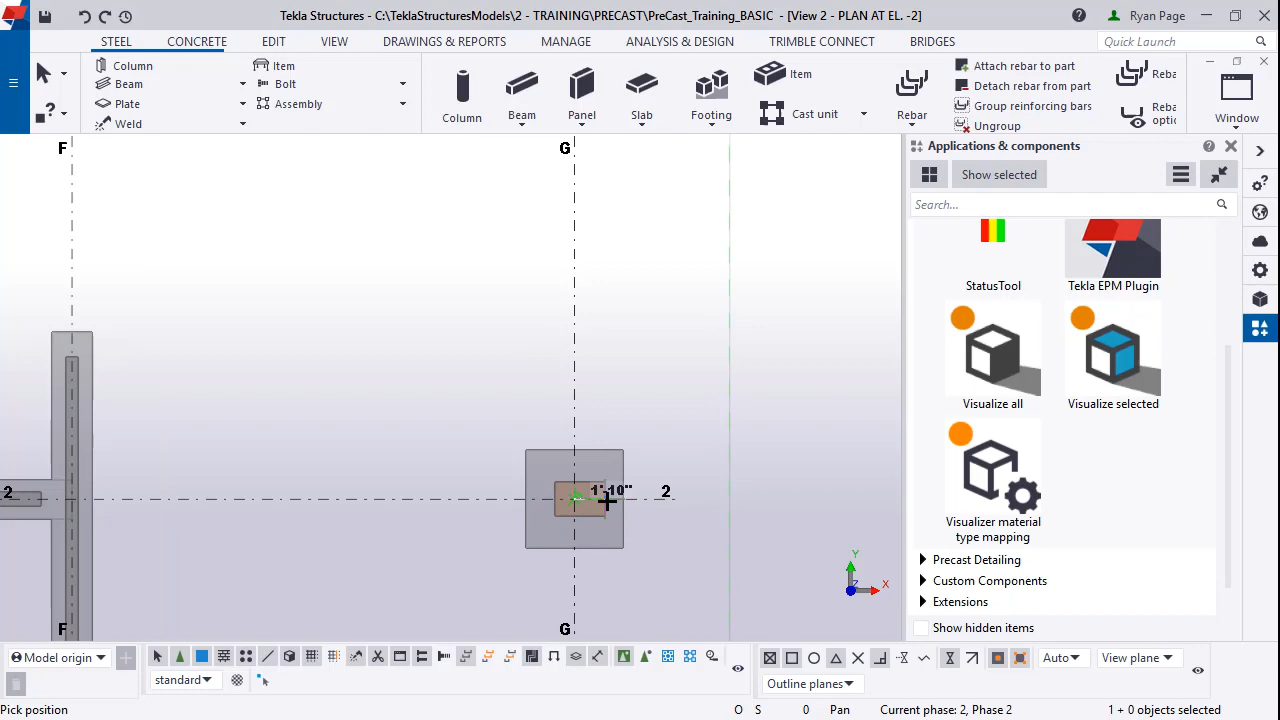 Tekla Structures - C:\TeklaStructuresModels\2 - TRAINING\PRECAST\PreCast_Training_BASIC - [View 2 - PLAN AT EL. -2]
Ryan Page
STEEL
CONCRETE
EDIT
VIEW
DRAWINGS & REPORTS
MANAGE
ANALYSIS & DESIGN
TRIMBLE CONNECT
BRIDGES
Quick Launch
Column
Beam
Plate
Weld
Item
Bolt
Assembly
Column
Beam
Panel
Slab
Footing
Item
Cast unit
Rebar
Attach rebar to part
Detach rebar from part
Group reinforcing bars
Ungroup
Reba
Reba
optic
Window
F
G
2
1'-10"
2
F
G
Y
Z
X
Applications & components
Show selected
Search...
StatusTool
Tekla EPM Plugin
Visualize all
Visualize selected
Visualizer material
type mapping
Precast Detailing
Custom Components
Extensions
Show hidden items
Model origin
standard
Auto
View plane
Outline planes
Pick position
O
S
0
Pan
Current phase: 2, Phase 2
1 + 0 objects selected